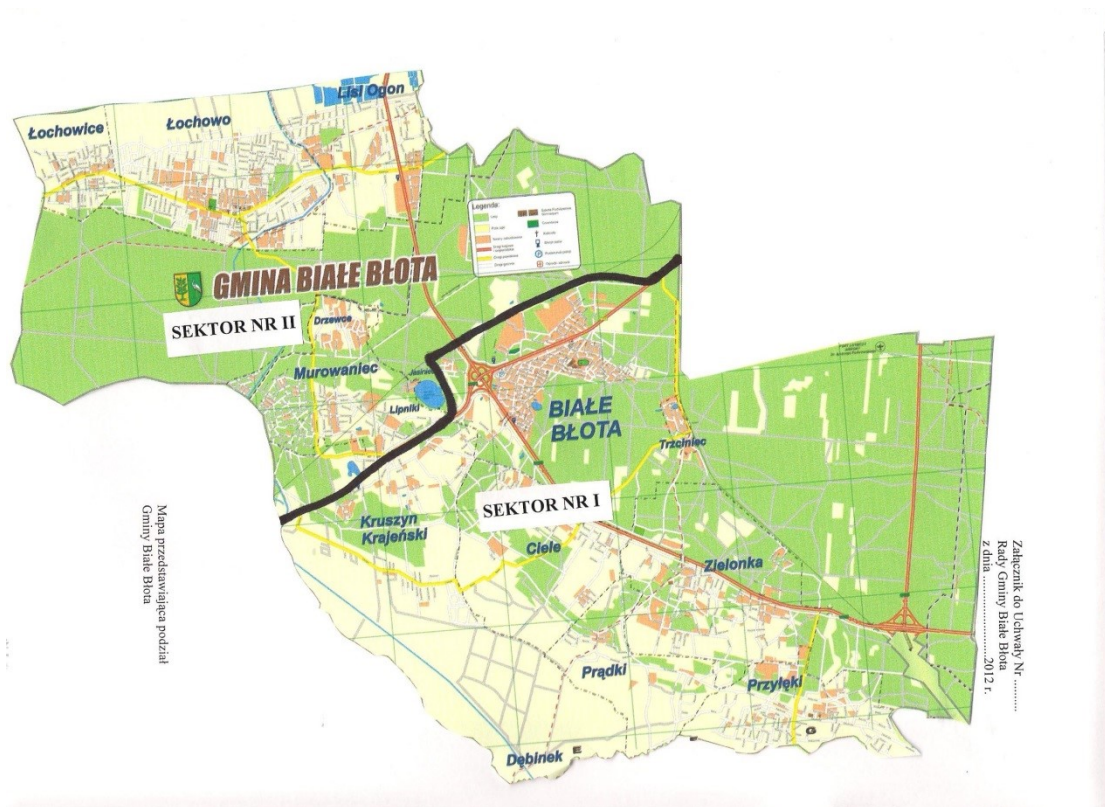 Łochowice
Łochowo
Lisi Ogon
Legenda:
GMINA BIAŁE BŁOTA
SEKTOR NR II
Drzewce
Murowaniec
Jasiniec
Lipniki
BIAŁE
BŁOTA
Trzciniec
SEKTOR NR I
Kruszyn
Krajeński
Ciele
Zielonka
Prądki
Przyłęki
Dębinek
E
E
G
Mapa przedstawiająca podział
Gminy Białe Błota
Załącznik do Uchwały Nr ..........
Rady Gminy Białe Błota
z dnia ........................2012 r.